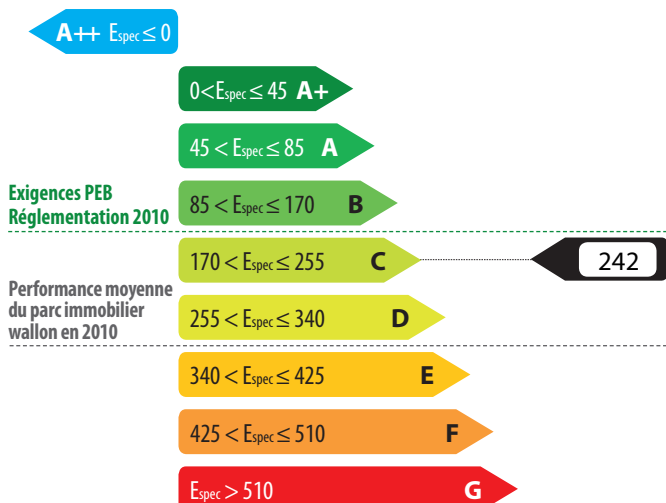 A++ Espec ≤ 0
0 < Espec ≤ 45 A+
45 < Espec ≤ 85 A
Exigences PEB
Réglementation 2010
85 < Espec ≤ 170 B
170 < Espec ≤ 255 C
242
Performance moyenne
du parc immobilier
wallon en 2010
255 < Espec ≤ 340 D
340 < Espec ≤ 425 E
425 < Espec ≤ 510 F
Espec > 510 G